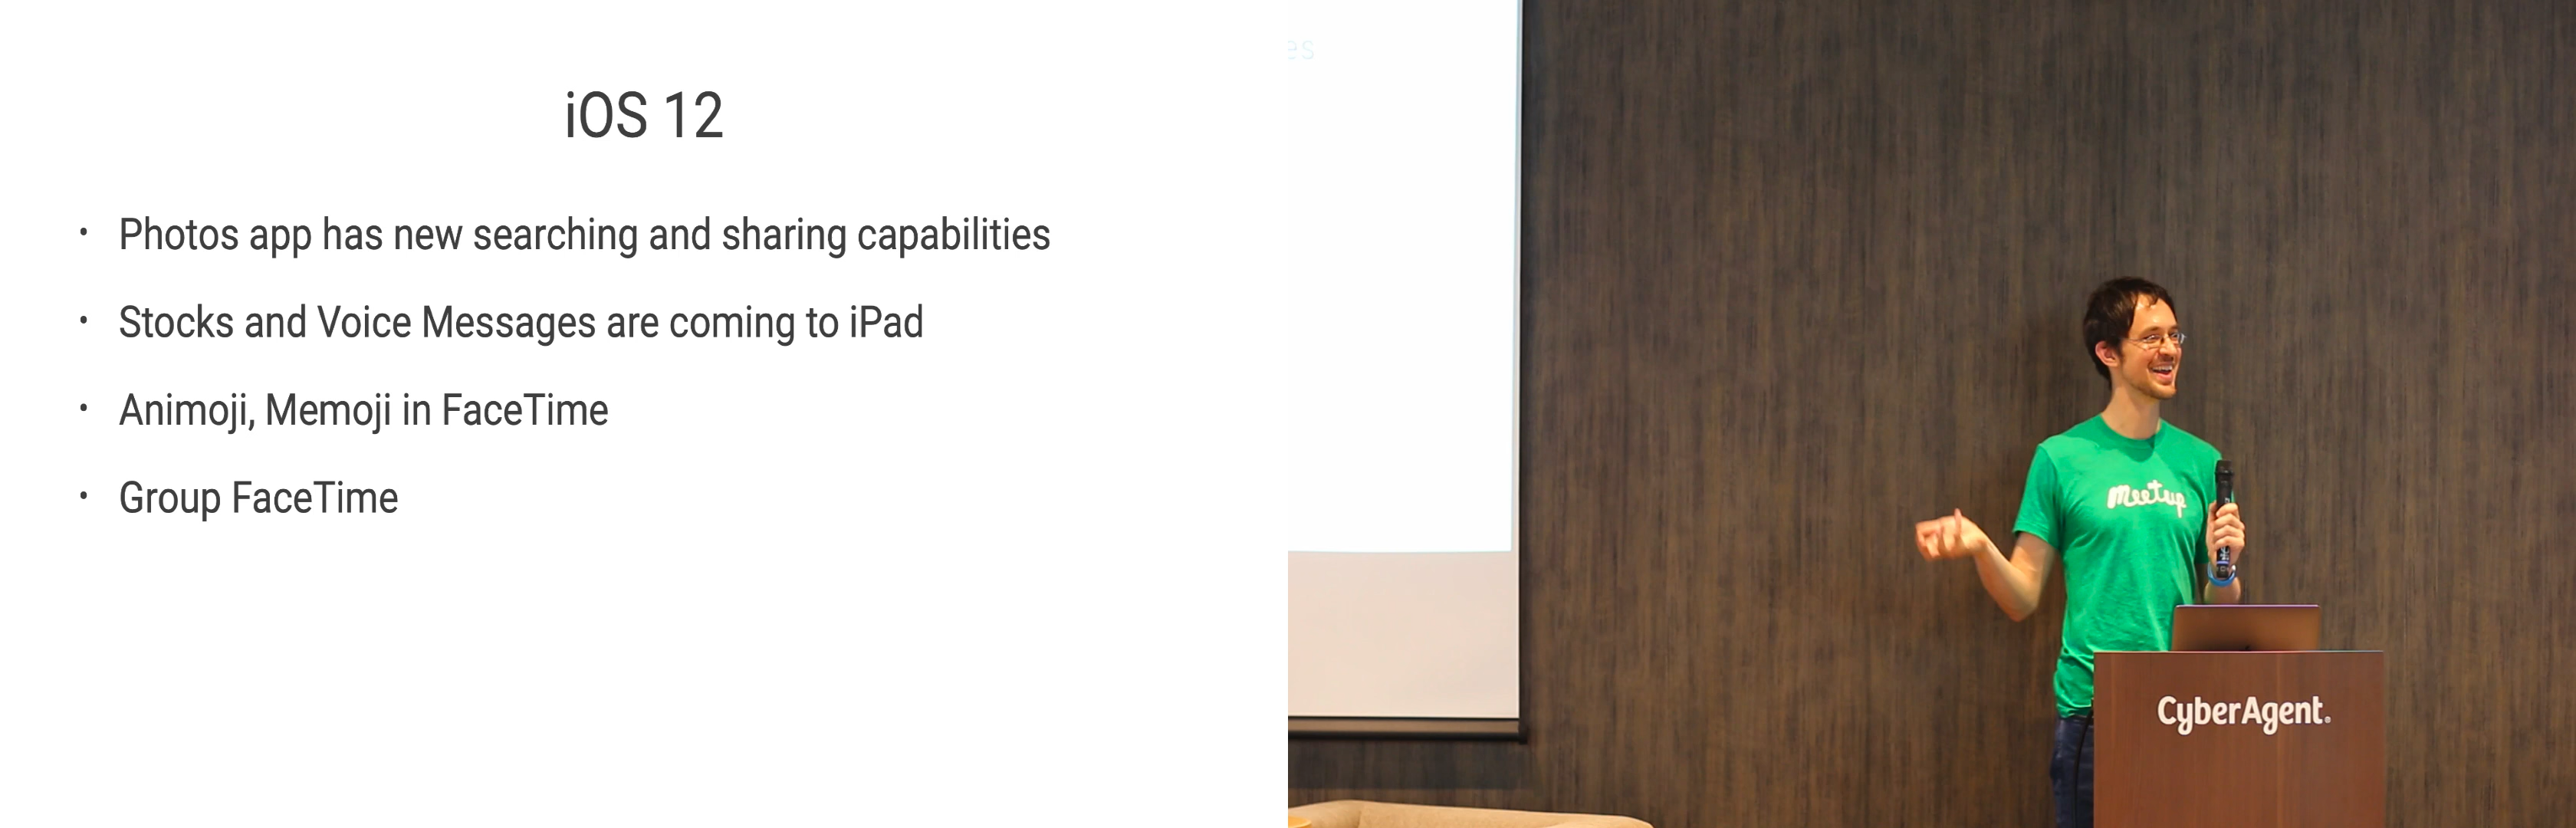 iOS 12
• Photos app has new searching and sharing capabilities
• Stocks and Voice Messages are coming to iPad
• Animoji, Memoji in FaceTime
• Group FaceTime
es
meetup
CyberAgent.